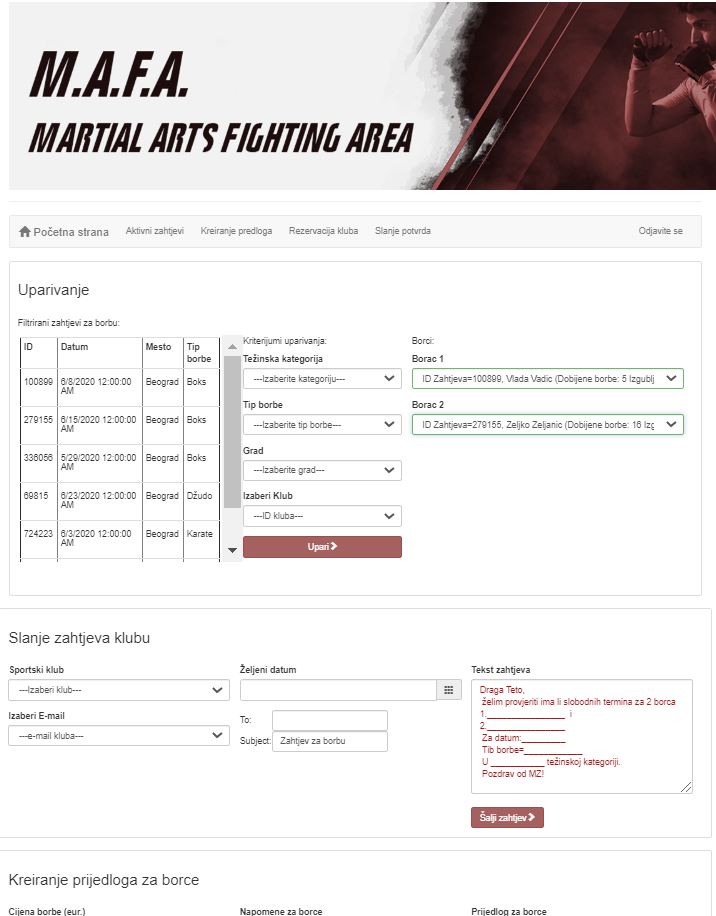 M.A.F.A.
MARTIAL ARTS FIGHTING AREA
Početna strana Aktivni zahtjevi Kreiranje predloga Rezervacija kluba Slanje potvrda Odjavite se
Uparivanje
Filtrirani zahtjevi za borbu:
ID Datum Mesto Tip borbe
100899 6/8/2020 12:00:00 AM Beograd Boks
279155 6/15/2020 12:00:00 AM Beograd Boks
336056 5/29/2020 12:00:00 AM Beograd Boks
69815 6/23/2020 12:00:00 AM Beograd Džudo
724223 6/3/2020 12:00:00 AM Beograd Karate
Kriterijumi uparivanja:
Težinska kategorija
---Izaberite kategoriju---
Tip borbe
---Izaberite tip borbe---
Grad
---Izaberite grad---
Izaberi Klub
---ID kluba---
Upari
Borci:
Borac 1
ID Zahtjeva=100899, Vlada Vadic (Dobijene borbe: 5 Izgublj
Borac 2
ID Zahtjeva=279155, Zeljko Zeljanic (Dobijene borbe: 16 Izg
Slanje zahtjeva klubu
Sportski klub
---Izaberi klub---
Izaberi E-mail
---e-mail kluba---
Željeni datum
To:
Subject: Zahtjev za borbu
Tekst zahtjeva
Draga Teto,
želim provjeriti ima li slobodnih termina za 2 borca
1.________________ i
2.________________
Za datum:_________
Tib borbe=____________
U ___________ težinskoj kategoriji.
Pozdrav od MZ!
Šalji zahtjev
Kreiranje prijedloga za borce
Cijena borbe (eur.) Napomene za borce Prijedlog za borce